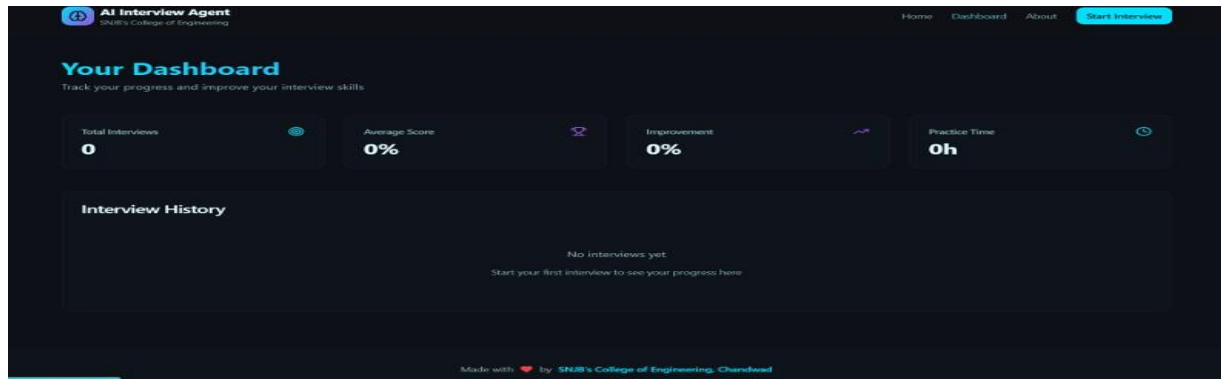 AI Interview Agent
SNJB's College of Engineering
Home Dashboard About Start Interview
Your Dashboard
Track your progress and improve your interview skills
Total Interviews
0
Average Score
0%
Improvement
0%
Practice Time
0h
Interview History
No interviews yet
Start your first interview to see your progress here
Made with ❤ by SNJB's College of Engineering, Chandwad